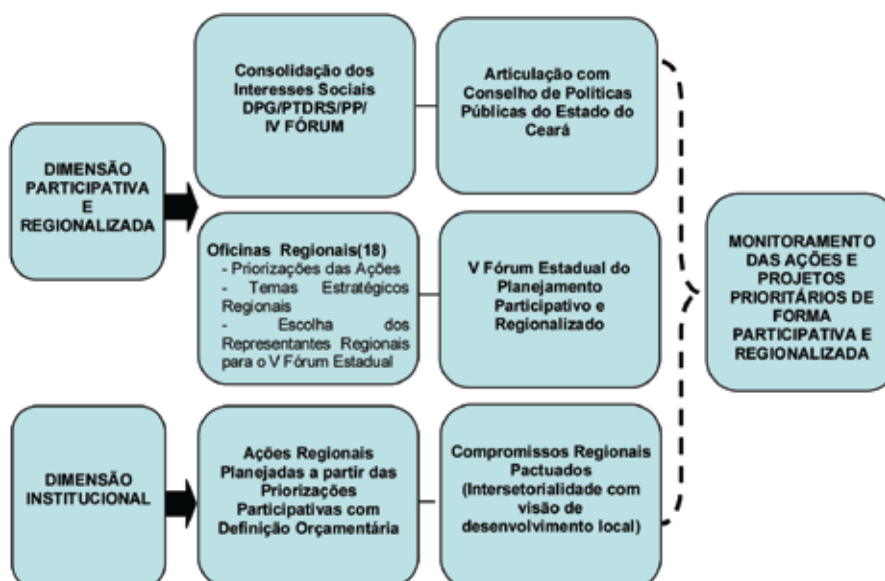 Consolidação dos
Interesses Sociais
DPG/PTDRS/PP/
IV FÓRUM
Articulação com
Conselho de Políticas
Públicas do Estado do
Ceará
DIMENSÃO
PARTICIPATIVA
E
REGIONALIZADA
Oficinas Regionais(18)
- Priorizações das Ações
- Temas Estratégicos
Regionais
- Escolha dos
Representantes Regionais
para o V Fórum Estadual
V Fórum Estadual do
Planejamento
Participativo e
Regionalizado
MONITORAMENTO
DAS AÇÕES E
PROJETOS
PRIORITÁRIOS DE
FORMA
PARTICIPATIVA E
REGIONALIZADA
DIMENSÃO
INSTITUCIONAL
Ações Regionais
Planejadas a partir das
Priorizações
Participativas com
Definição Orçamentária
Compromissos Regionais
Pactuados
(Intersetorialidade com
visão de
desenvolvimento local)